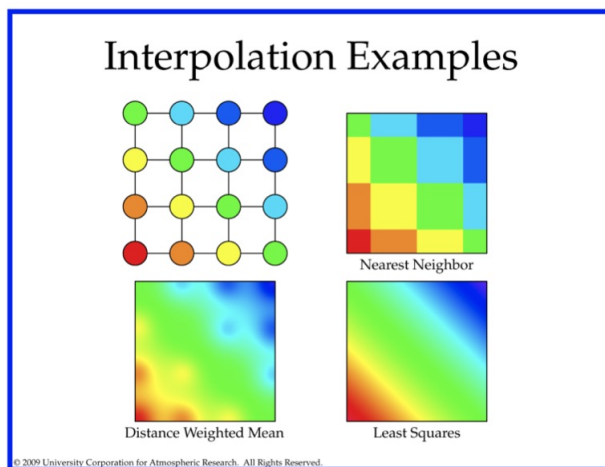 Interpolation Examples
Nearest Neighbor
Distance Weighted Mean
Least Squares
© 2009 University Corporation for Atmospheric Research. All Rights Reserved.